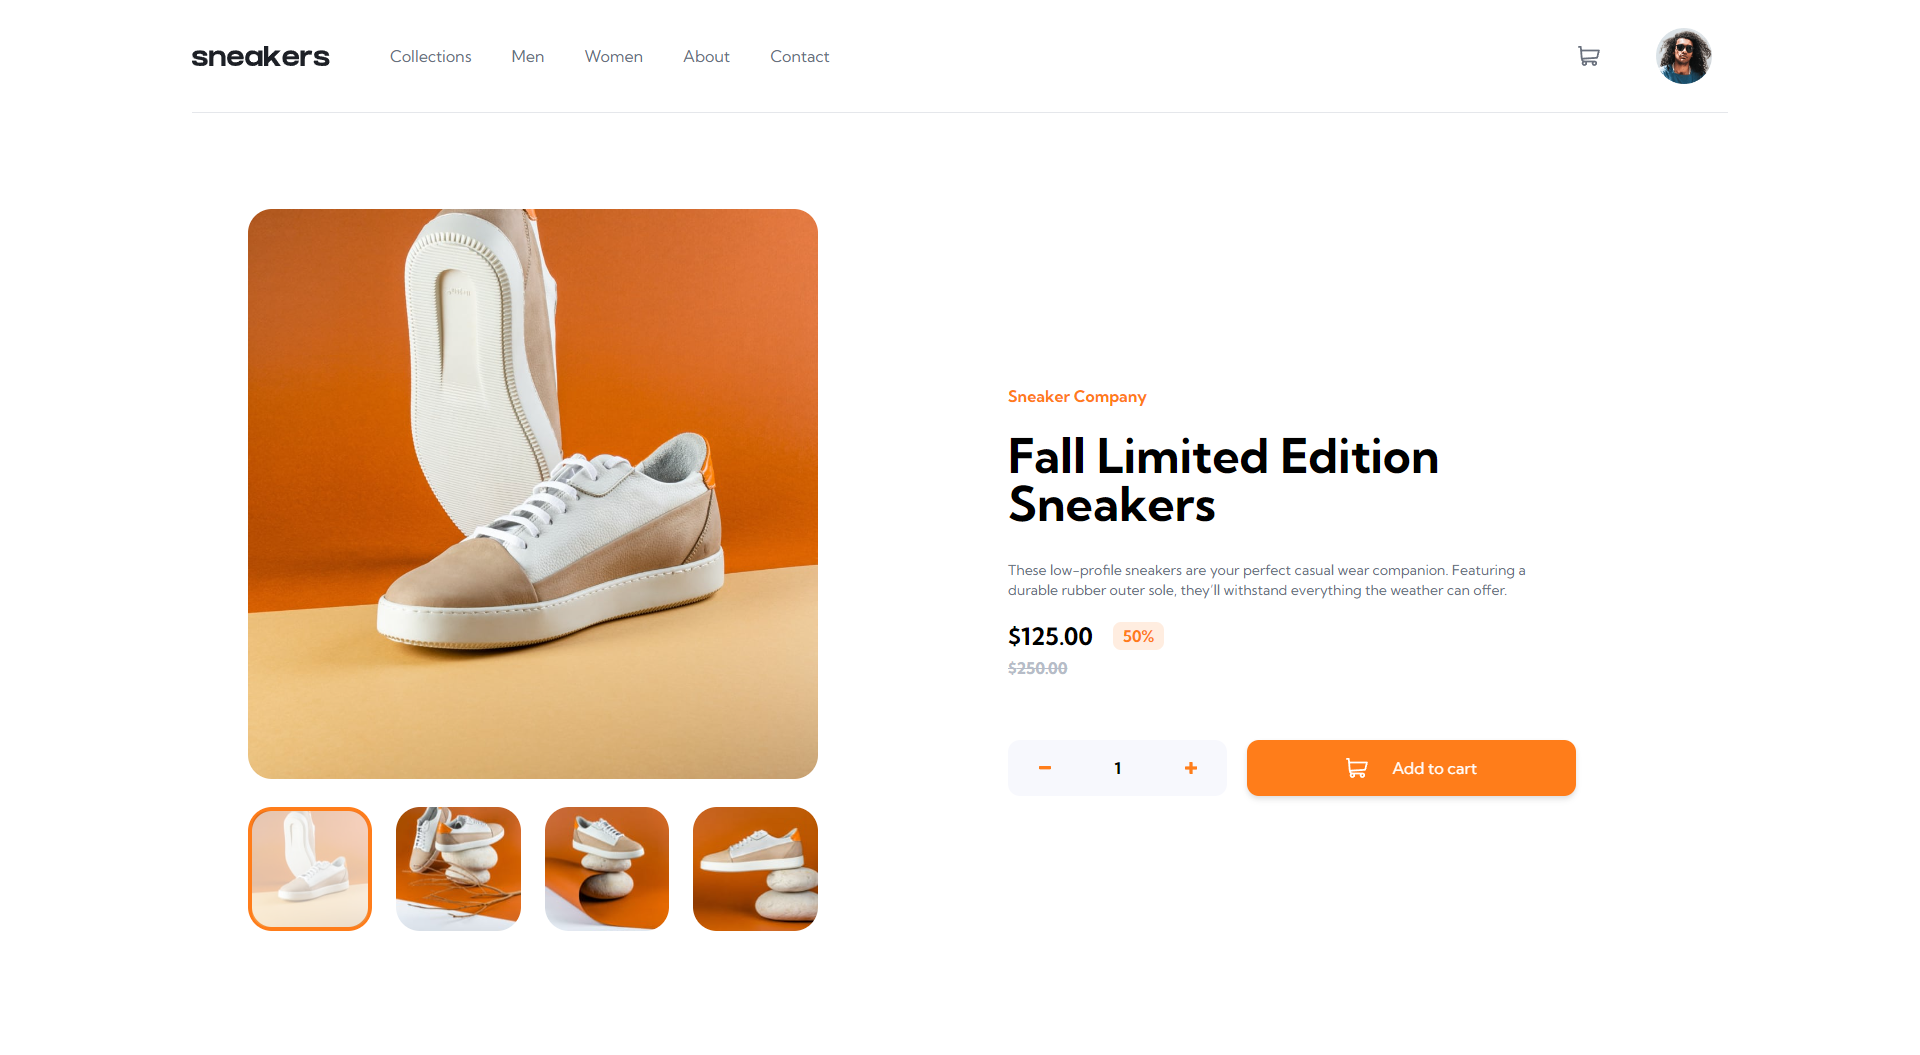 sneakers
Collections
Men
Women
About
Contact
Sneaker Company
Fall Limited Edition
Sneakers
These low-profile sneakers are your perfect casual wear companion. Featuring a
durable rubber outer sole, they'll withstand everything the weather can offer.
$125.00
50%
$250.00
1
Add to cart